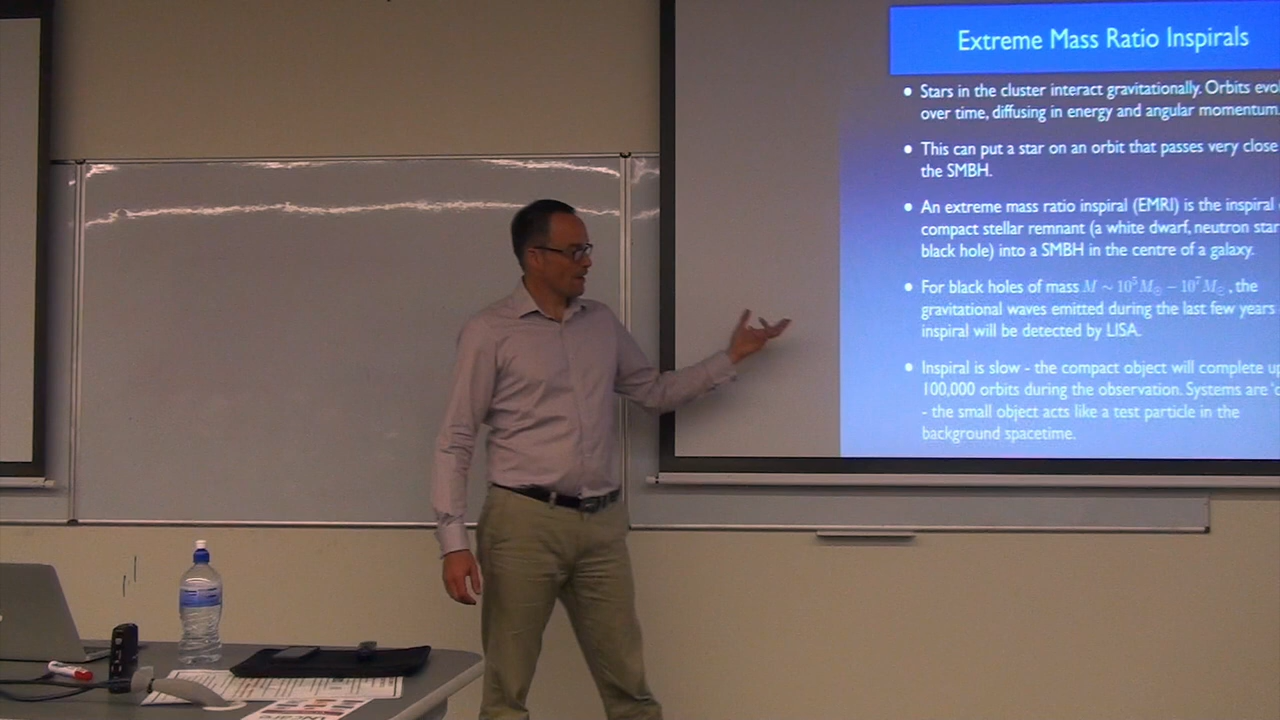 Extreme Mass Ratio Inspirals
• Stars in the cluster interact gravitationally. Orbits evol
over time, diffusing in energy and angular momentum.
• This can put a star on an orbit that passes very close
the SMBH.
• An extreme mass ratio inspiral (EMRI) is the inspiral
compact stellar remnant (a white dwarf, neutron star
black hole) into a SMBH in the centre of a galaxy.
• For black holes of mass M ~ 10⁵M☉ − 10⁷M☉, the
gravitational waves emitted during the last few years
inspiral will be detected by LISA.
• Inspiral is slow - the compact object will complete up
100,000 orbits during the observation. Systems are
- the small object acts like a test particle in the
background spacetime.